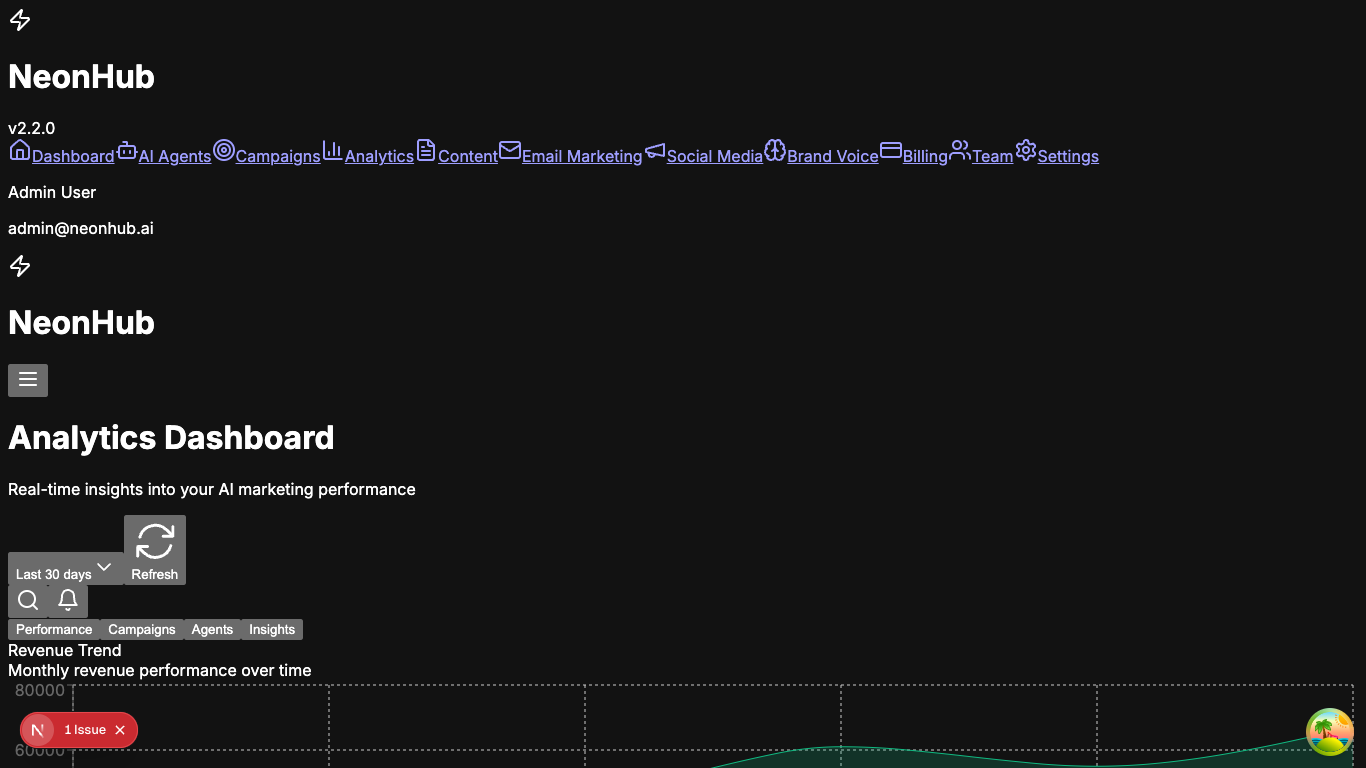 NeonHub
v2.2.0
Dashboard AI Agents Campaigns Analytics Content Email Marketing Social Media Brand Voice Billing Team Settings
Admin User
admin@neonhub.ai
NeonHub
Analytics Dashboard
Real-time insights into your AI marketing performance
Last 30 days Refresh
Performance Campaigns Agents Insights
Revenue Trend
Monthly revenue performance over time
80000
N 1 Issue
60000